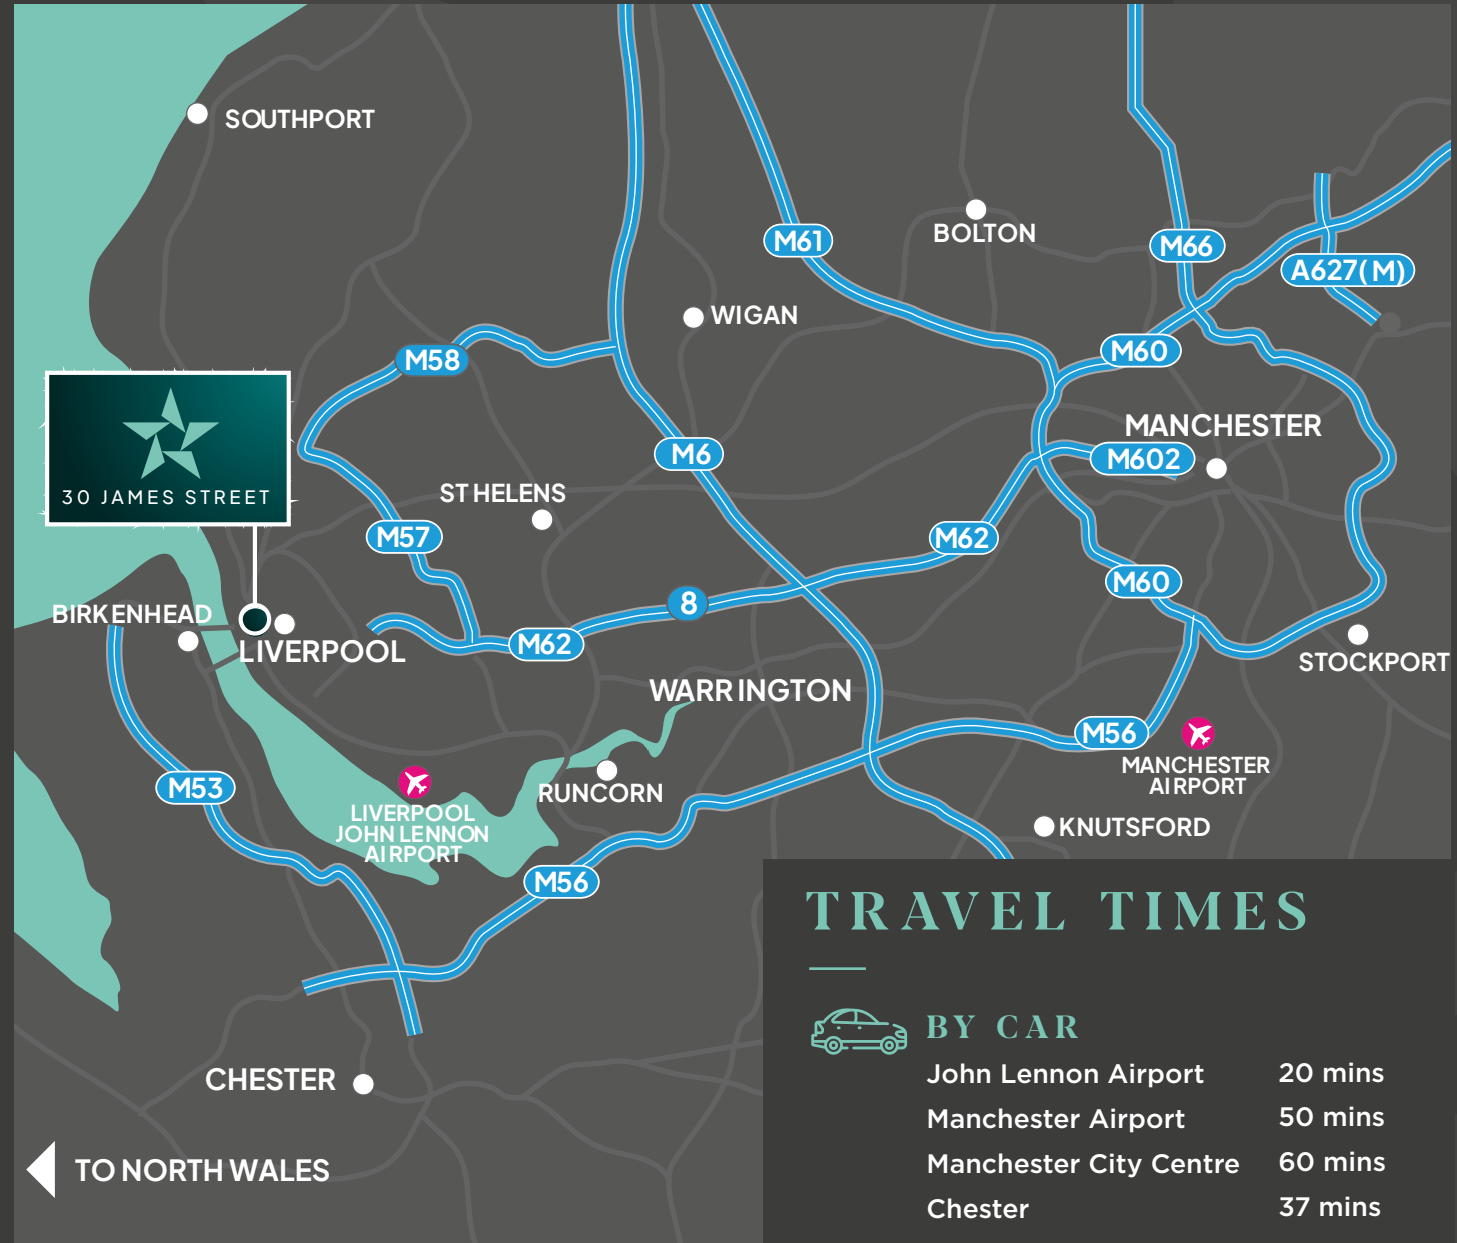 SOUTHPORT
BOLTON
M61
M66
A627(M)
WIGAN
M58
M60
MANCHESTER
M602
M6
30 JAMES STREET
ST HELENS
M57
M62
M60
8
BIRKENHEAD
LIVERPOOL
M62
STOCKPORT
WARRINGTON
M56
MANCHESTER
AIRPORT
M53
RUNCORN
LIVERPOOL
JOHN LENNON
AIRPORT
KNUTSFORD
M56
CHESTER
TO NORTH WALES
TRAVEL TIMES
BY CAR
John Lennon Airport 20 mins
Manchester Airport 50 mins
Manchester City Centre 60 mins
Chester 37 mins